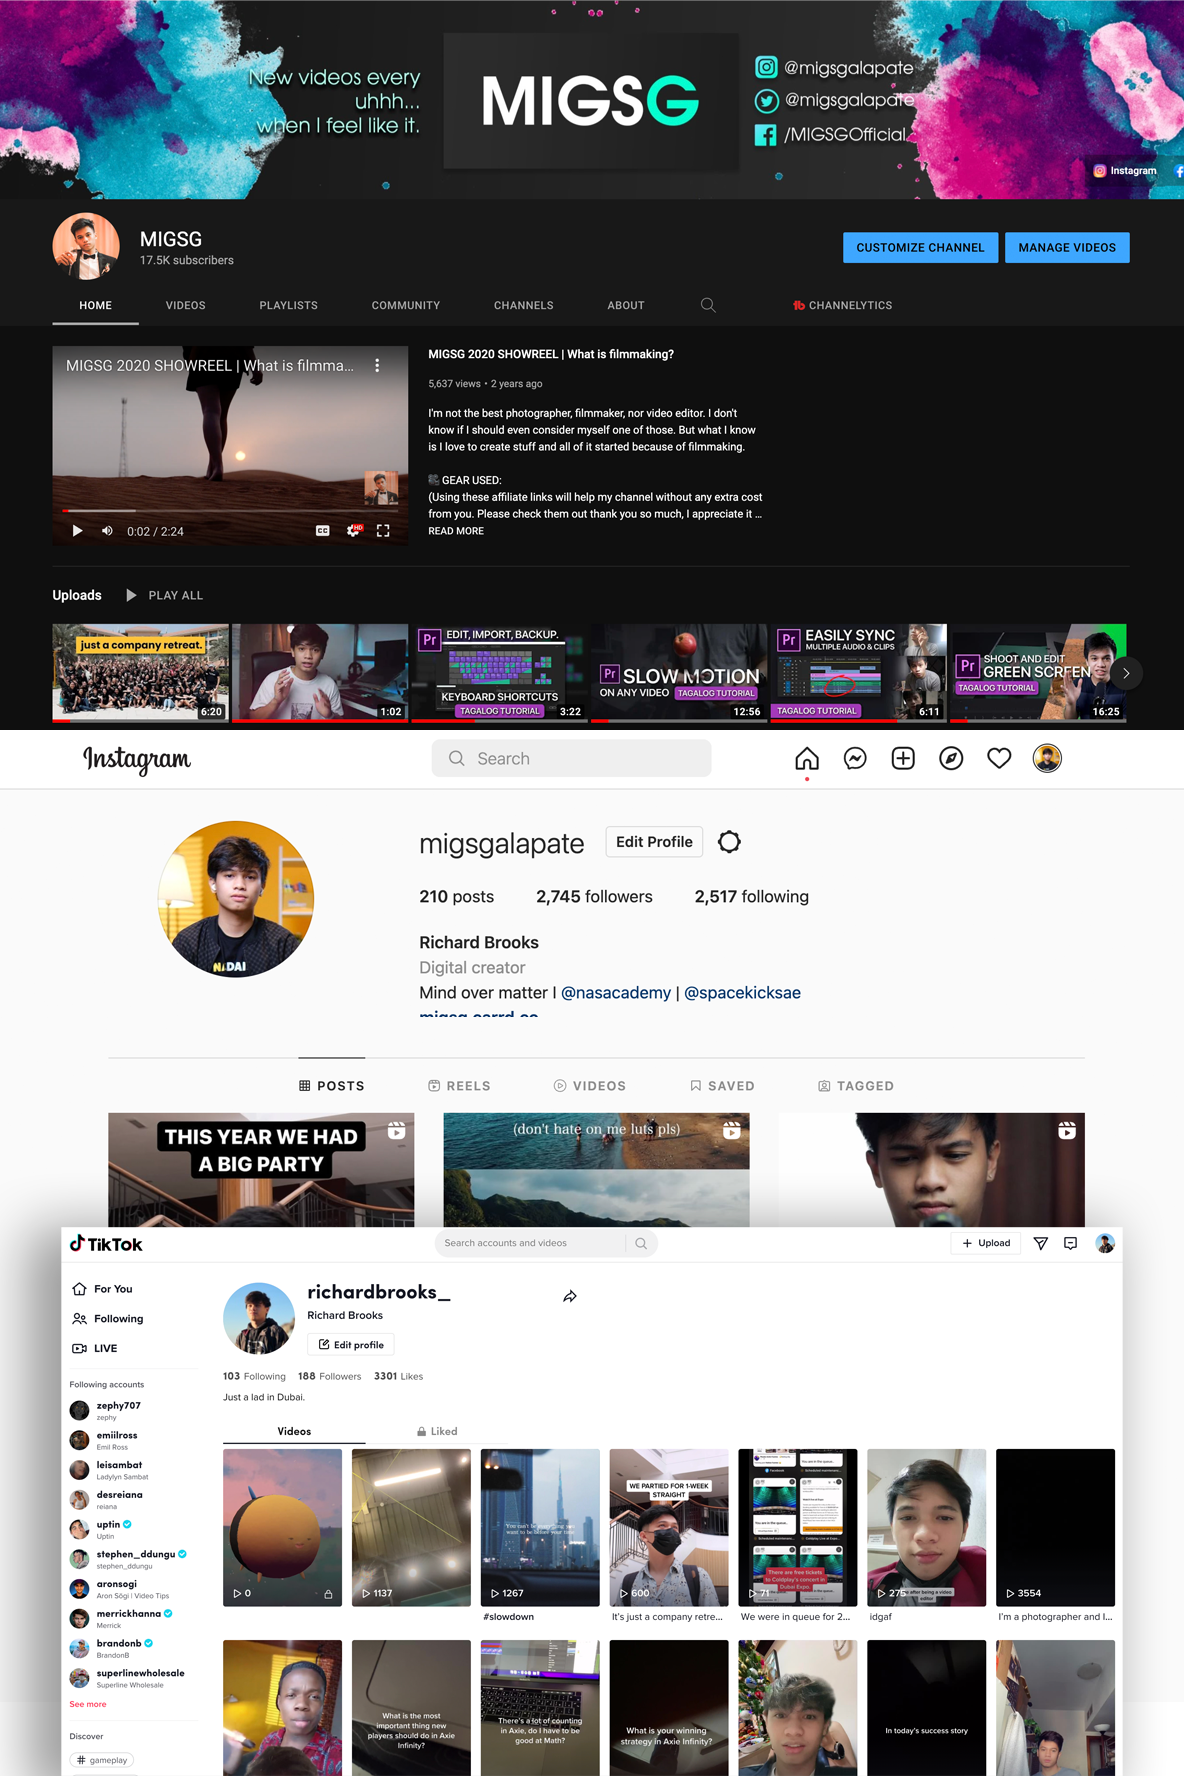 New videos every
uhhh...
when I feel like it.
MIGSG
@migsgalapate
@migsgalapate
/MIGSGOfficial
Instagram
MIGSG
17.5K subscribers
CUSTOMIZE CHANNEL
MANAGE VIDEOS
HOME
VIDEOS
PLAYLISTS
COMMUNITY
CHANNELS
ABOUT
CHANNELYTICS
MIGSG 2020 SHOWREEL | What is filmma...
0:02 / 2:24
CC
HD
MIGSG 2020 SHOWREEL | What is filmmaking?
5,637 views • 2 years ago
I'm not the best photographer, filmmaker, nor video editor. I don't
know if I should even consider myself one of those. But what I know
is I love to create stuff and all of it started because of filmmaking.
GEAR USED:
(Using these affiliate links will help my channel without any extra cost
from you. Please check them out thank you so much, I appreciate it ...
READ MORE
Uploads
PLAY ALL
just a company retreat.
6:20
1:02
Pr
EDIT, IMPORT, BACKUP.
KEYBOARD SHORTCUTS
TAGALOG TUTORIAL
3:22
Pr
SLOW MOTION
ON ANY VIDEO
TAGALOG TUTORIAL
12:56
Pr
EASILY SYNC
MULTIPLE AUDIO & CLIPS
TAGALOG TUTORIAL
6:11
Pr
SHOOT AND EDIT
GREEN SCREEN
TAGALOG TUTORIAL
16:25
Instagram
Search
migsgalapate
Edit Profile
210 posts
2,745 followers
2,517 following
Richard Brooks
Digital creator
Mind over matter I @nasacademy | @spacekicksae
migsg.carrd.co
POSTS
REELS
VIDEOS
SAVED
TAGGED
THIS YEAR WE HAD
A BIG PARTY
(don't hate on me luts pls)
TikTok
Search accounts and videos
Upload
For You
Following
LIVE
Following accounts
zephy707
zephy
emiilross
Emil Ross
leisambat
Ladylyn Sambat
desreiana
reiana
uptin
Uptin
stephen_ddungu
stephen_ddungu
aronsogi
Aron Sögi | Video Tips
merrickhanna
Merrick
brandonb
BrandonB
superlinewholesale
Superline Wholesale
See more
Discover
# gameplay
richardbrooks_
Richard Brooks
Edit profile
103 Following
188 Followers
3301 Likes
Just a lad in Dubai.
Videos
Liked
0
1137
1267
#slowdown
WE PARTIED FOR 1-WEEK
STRAIGHT
600
It's just a company retre...
There are free tickets
to Coldplay's concert in
Dubai Expo.
71
We were in queue for 2...
275
after being a video
editor
idgaf
3554
I'm a photographer and I...
What is the most
important thing new
players should do in Axie
Infinity?
There's a lot of counting
in Axie, do I have to be
good at Math?
What is your winning
strategy in Axie Infinity?
In today's success story